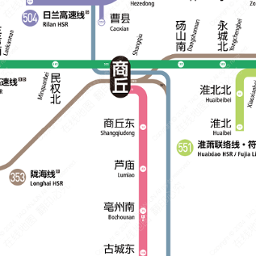 Hezedong
504 日兰高速线
Rilan HSR
曹县
Caoxian
Shangqiu
砀山南
Dangshannan
永城北
Yongchengbei
民权北
Minquanbei
商丘
淮北北
Huaibeibei
淮北
Huaibei
商丘东
Shangqiudong
551 淮萧联络线·符
Huaixiao HSR / Fujia Li
353 陇海线
Longhai HSR
芦庙
Lumiao
亳州南
Bozhounan
古城东